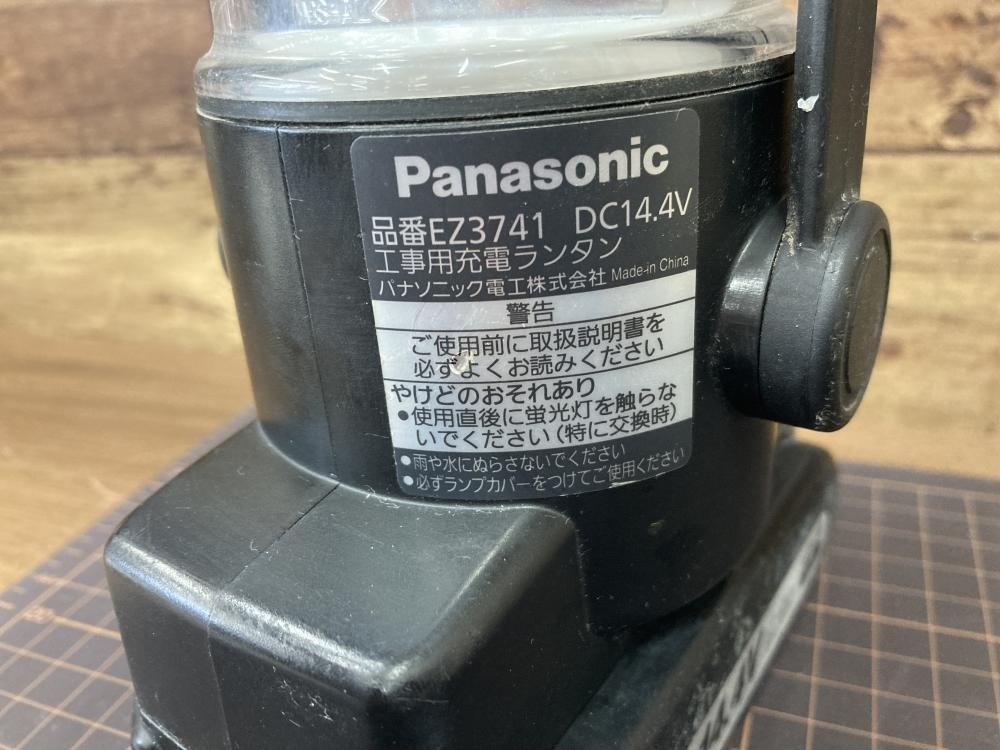 Panasonic
品番EZ3741 DC14.4V
工事用充電ランタン
パナソニック電工株式会社 Made in China
警告
ご使用前に取扱説明書を
必ずよくお読みください
やけどのおそれあり
●使用直後に蛍光灯を触らな
いでください（特に交換時）
●雨や水にぬらさないでください
●必ずランプカバーをつけてご使用ください